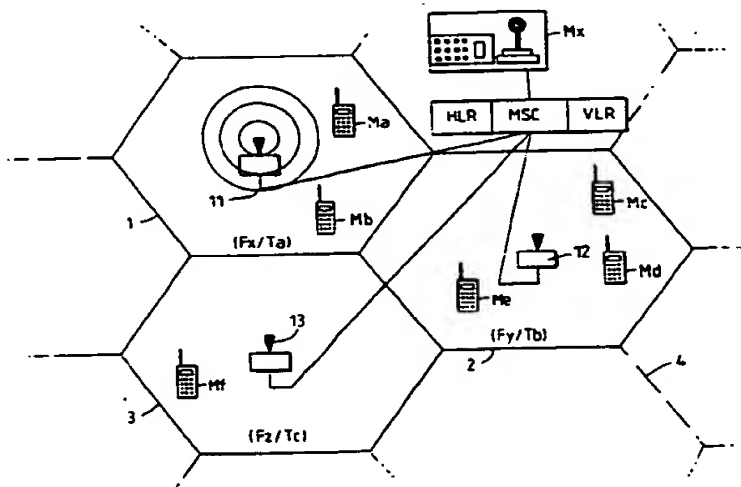 Mx
HLR MSC VLR
Ma
11
Mb
1
(Fx/Ta)
Mc
12
Md
Me
(Fy/Tb)
2
4
13
Mf
3
(Fz/Tc)